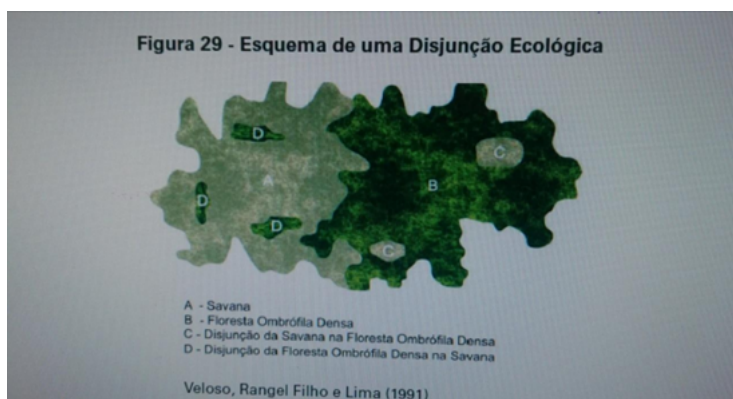 Figura 29 - Esquema de uma Disjunção Ecológica
D
C
A
B
D
D
C
A - Savana
B - Floresta Ombrófila Densa
C - Disjunção da Savana na Floresta Ombrófila Densa
D - Disjunção da Floresta Ombrófila Densa na Savana
Veloso, Rangel Filho e Lima (1991)